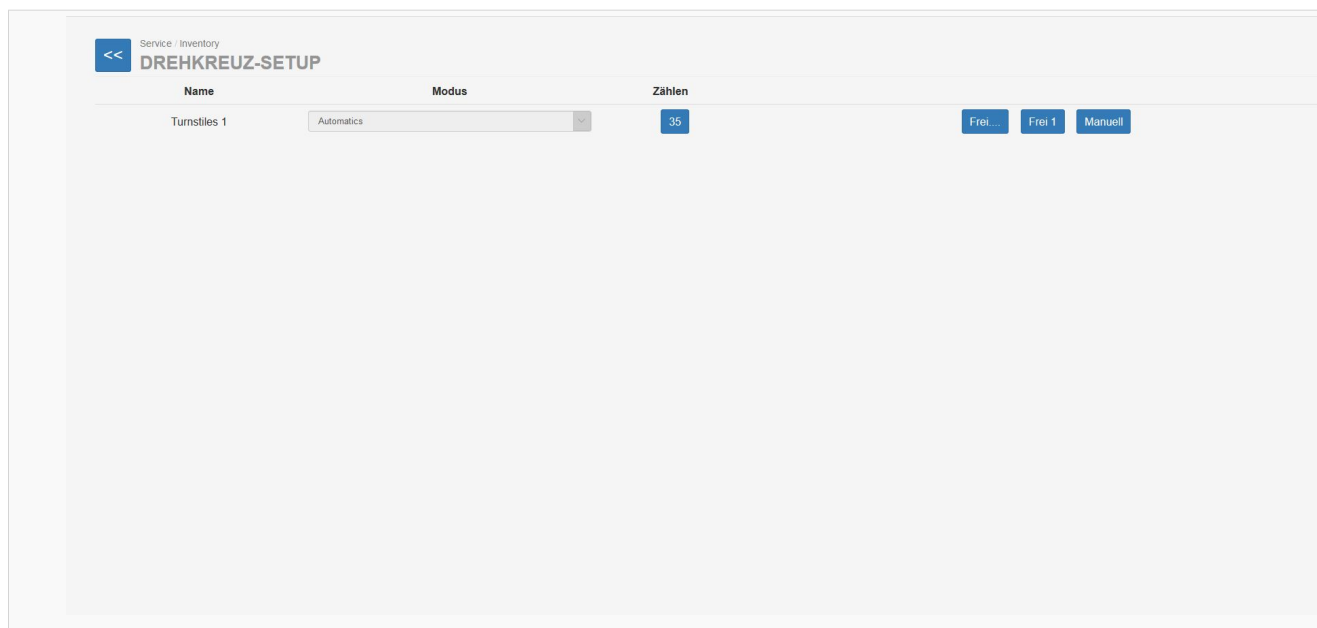 <<
Service / Inventory
DREHKREUZ-SETUP
Name Modus Zählen
Turnstiles 1 Automatics 35 Frei.... Frei 1 Manuell